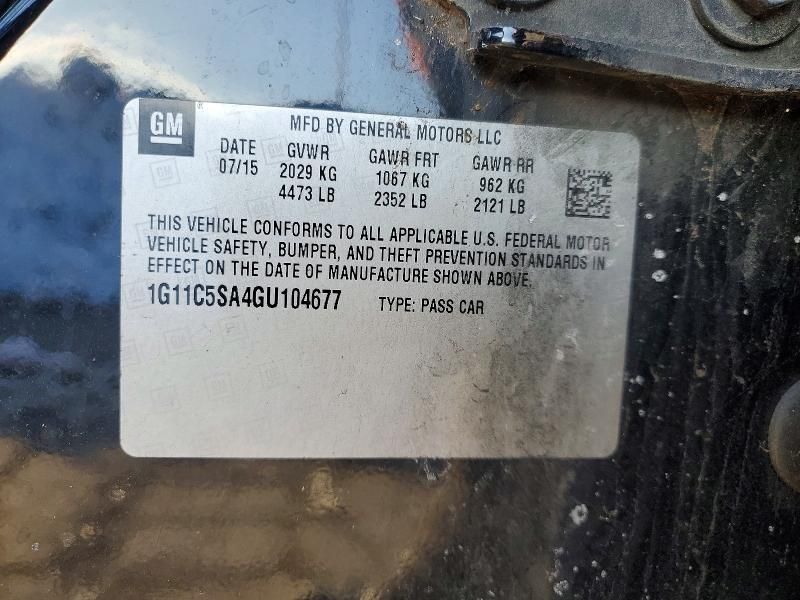 GM
MFD BY GENERAL MOTORS LLC
DATE GVWR GAWR FRT GAWR RR
07/15 2029 KG 1067 KG 962 KG
4473 LB 2352 LB 2121 LB
THIS VEHICLE CONFORMS TO ALL APPLICABLE U.S. FEDERAL MOTOR
VEHICLE SAFETY, BUMPER, AND THEFT PREVENTION STANDARDS IN
EFFECT ON THE DATE OF MANUFACTURE SHOWN ABOVE.
1G11C5SA4GU104677 TYPE: PASS CAR